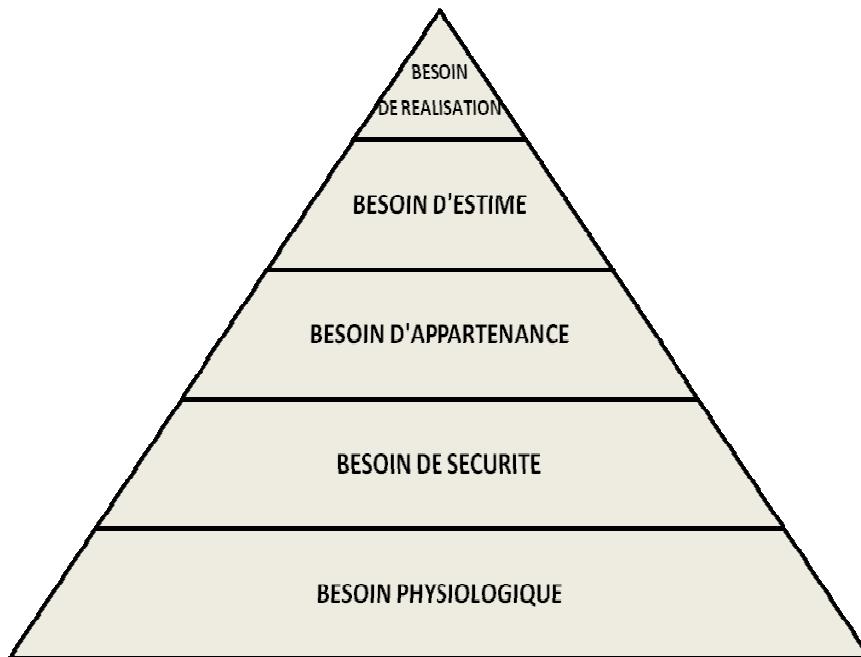 BESOIN
DE REALISATION
BESOIN D'ESTIME
BESOIN D'APPARTENANCE
BESOIN DE SECURITE
BESOIN PHYSIOLOGIQUE